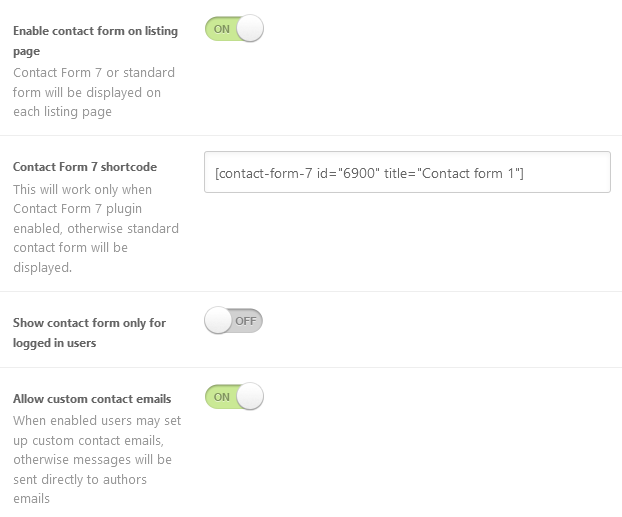 Enable contact form on listing
page
ON
Contact Form 7 or standard
form will be displayed on
each listing page
Contact Form 7 shortcode
[contact-form-7 id="6900" title="Contact form 1"]
This will work only when
Contact Form 7 plugin
enabled, otherwise standard
contact form will be
displayed.
Show contact form only for
logged in users
OFF
Allow custom contact emails
ON
When enabled users may set
up custom contact emails,
otherwise messages will be
sent directly to authors
emails